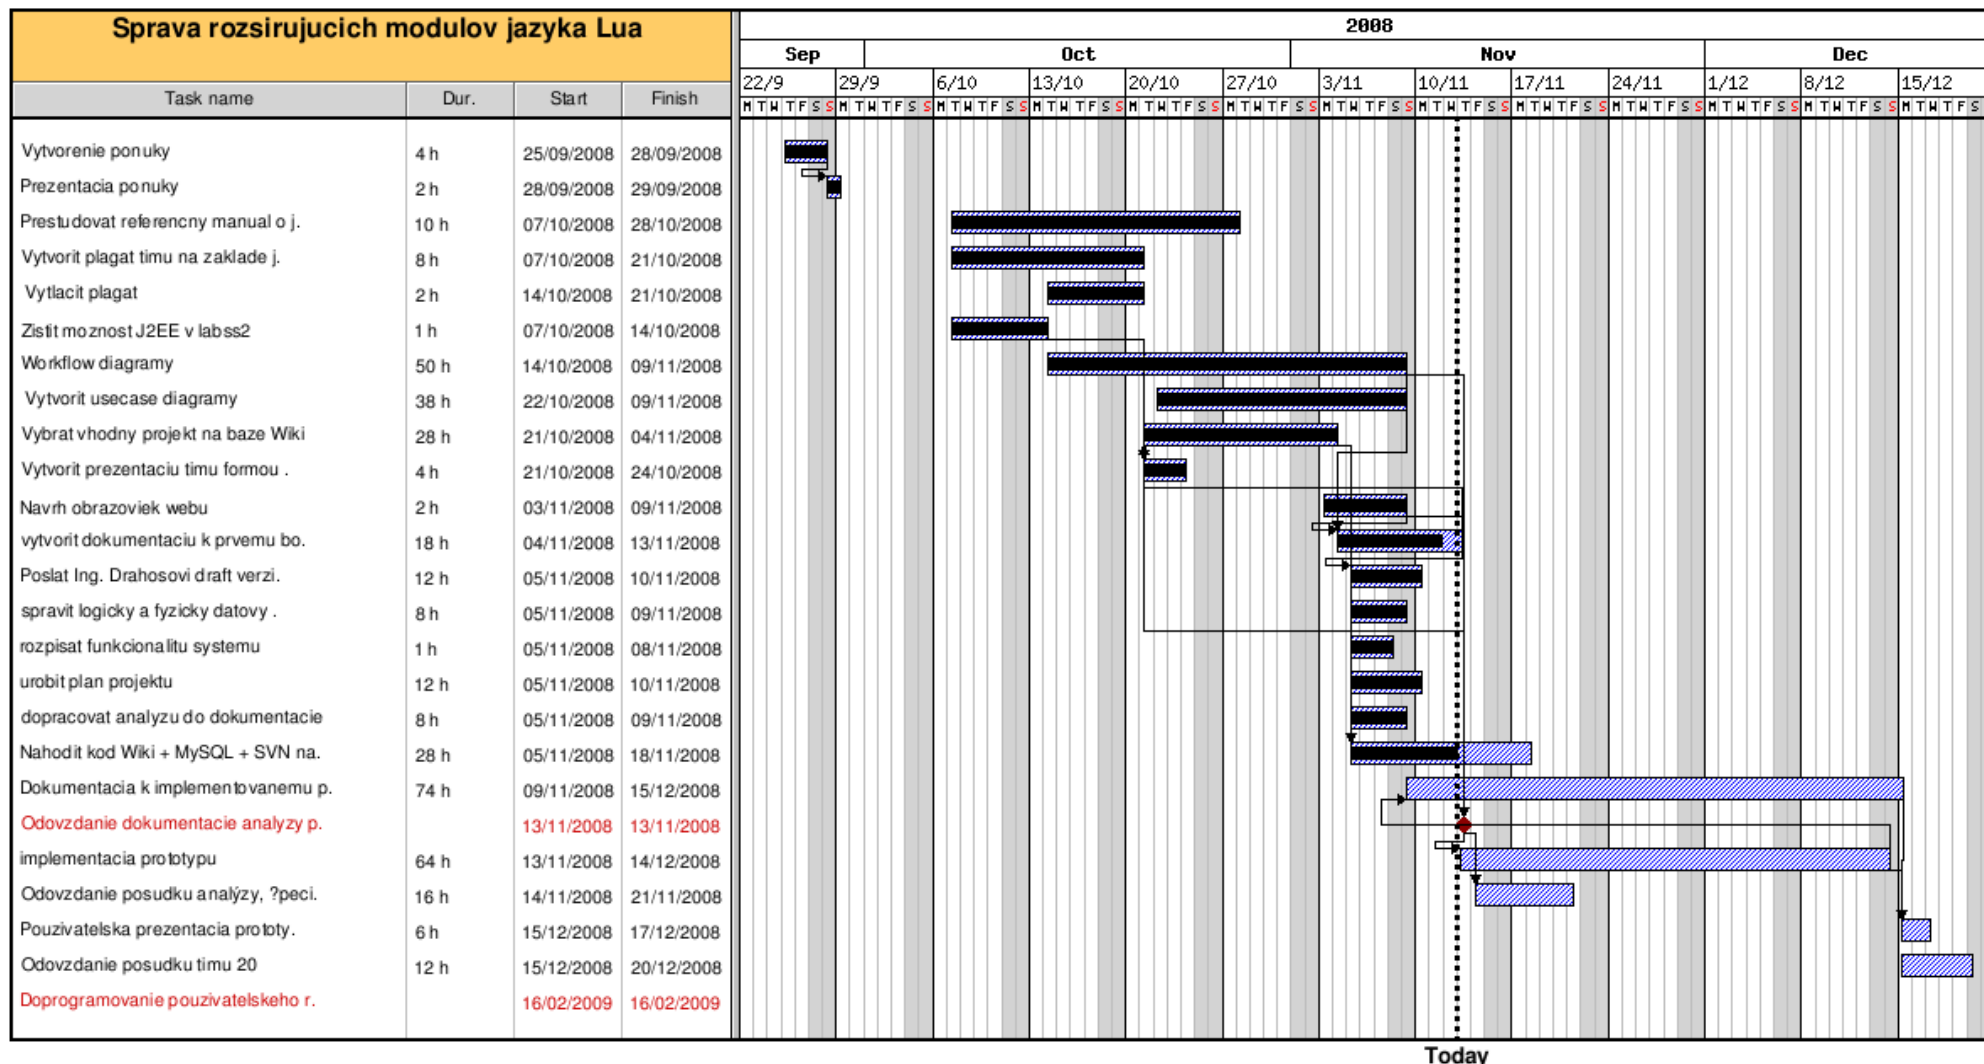 Sprava rozsirujucich modulov jazyka Lua
2008
Sep Oct Nov Dec
22/9 29/9 6/10 13/10 20/10 27/10 3/11 10/11 17/11 24/11 1/12 8/12 15/12
Task name Dur. Start Finish
M T W T F S S M T W T F S S M T W T F S S M T W T F S S M T W T F S S M T W T F S S M T W T F S S M T W T F S S M T W T F S S M T W T F S S M T W T F S S M T W T F S S M T W T F S
Vytvorenie ponuky 4 h 25/09/2008 28/09/2008
Prezentacia ponuky 2 h 28/09/2008 29/09/2008
Prestudovat referencny manual o j. 10 h 07/10/2008 28/10/2008
Vytvorit plagat timu na zaklade j. 8 h 07/10/2008 21/10/2008
Vytlacit plagat 2 h 14/10/2008 21/10/2008
Zistit moznost J2EE v labss2 1 h 07/10/2008 14/10/2008
Workflow diagramy 50 h 14/10/2008 09/11/2008
Vytvorit usecase diagramy 38 h 22/10/2008 09/11/2008
Vybrat vhodny projekt na baze Wiki 28 h 21/10/2008 04/11/2008
Vytvorit prezentaciu timu formou . 4 h 21/10/2008 24/10/2008
Navrh obrazoviek webu 2 h 03/11/2008 09/11/2008
vytvorit dokumentaciu k prvemu bo. 18 h 04/11/2008 13/11/2008
Poslat Ing. Drahosovi draft verzi. 12 h 05/11/2008 10/11/2008
spravit logicky a fyzicky datovy . 8 h 05/11/2008 09/11/2008
rozpisat funkcionalitu systemu 1 h 05/11/2008 08/11/2008
urobit plan projektu 12 h 05/11/2008 10/11/2008
dopracovat analyzu do dokumentacie 8 h 05/11/2008 09/11/2008
Nahodit kod Wiki + MySQL + SVN na. 28 h 05/11/2008 18/11/2008
Dokumentacia k implementovanemu p. 74 h 09/11/2008 15/12/2008
Odovzdanie dokumentacie analyzy p. 13/11/2008 13/11/2008
implementacia prototypu 64 h 13/11/2008 14/12/2008
Odovzdanie posudku analýzy, ?peci. 16 h 14/11/2008 21/11/2008
Pouzivatelska prezentacia prototy. 6 h 15/12/2008 17/12/2008
Odovzdanie posudku timu 20 12 h 15/12/2008 20/12/2008
Doprogramovanie pouzivatelskeho r. 16/02/2009 16/02/2009
Today